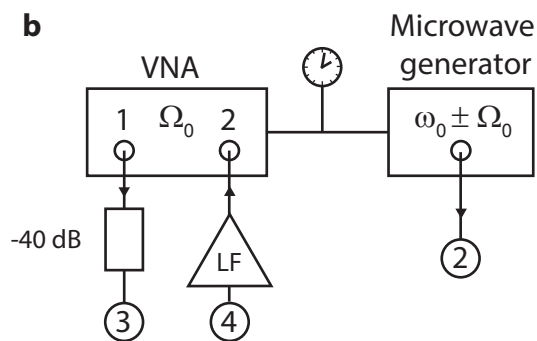 b
Microwave
generator
VNA
1 Ω₀ 2
ω₀ ± Ω₀
-40 dB
LF
2
3
4